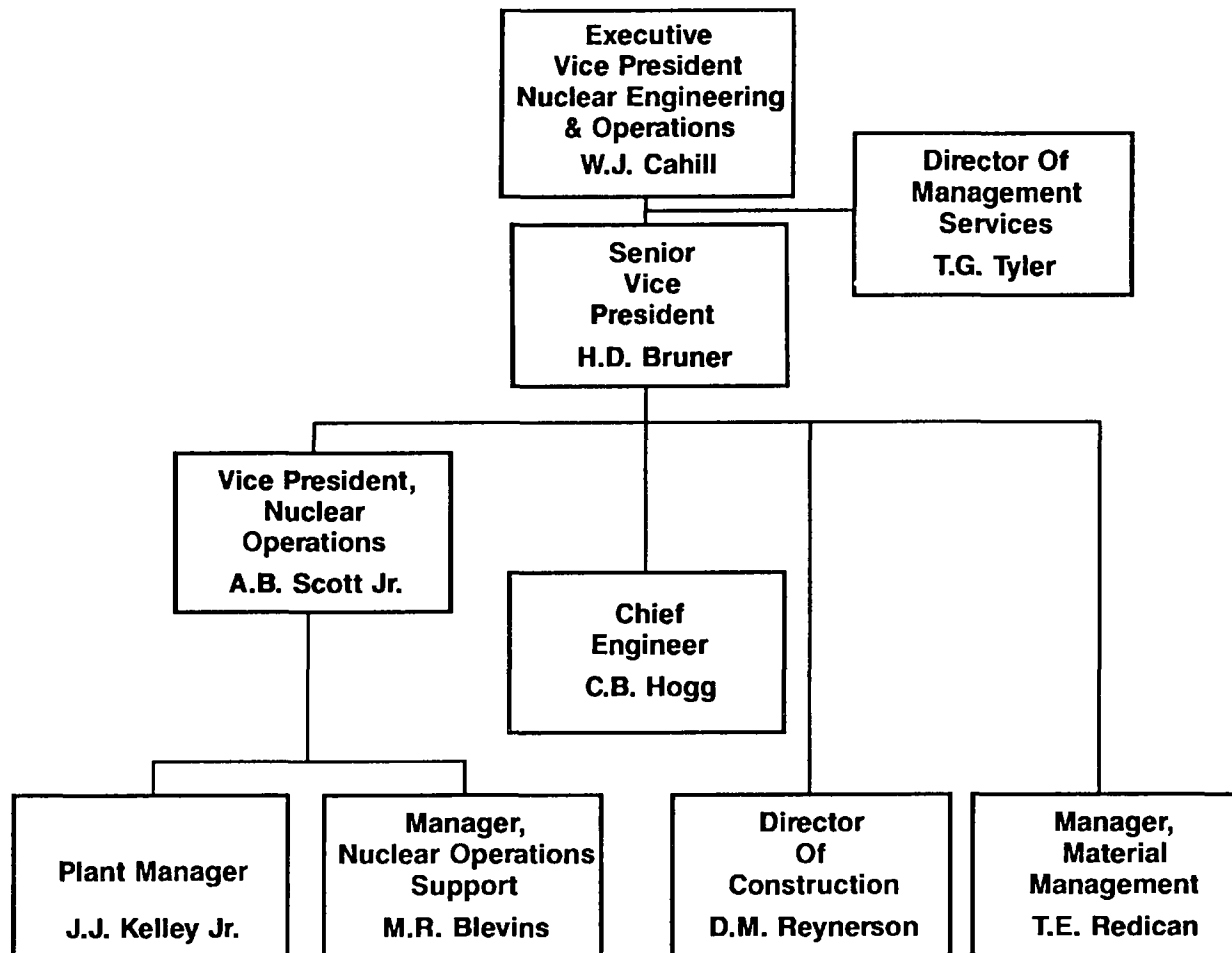 Executive
Vice President
Nuclear Engineering
& Operations
W.J. Cahill
Director Of
Management
Services
T.G. Tyler
Senior
Vice
President
H.D. Bruner
Vice President,
Nuclear
Operations
A.B. Scott Jr.
Chief
Engineer
C.B. Hogg
Plant Manager
J.J. Kelley Jr.
Manager,
Nuclear Operations
Support
M.R. Blevins
Director
Of
Construction
D.M. Reynerson
Manager,
Material
Management
T.E. Redican